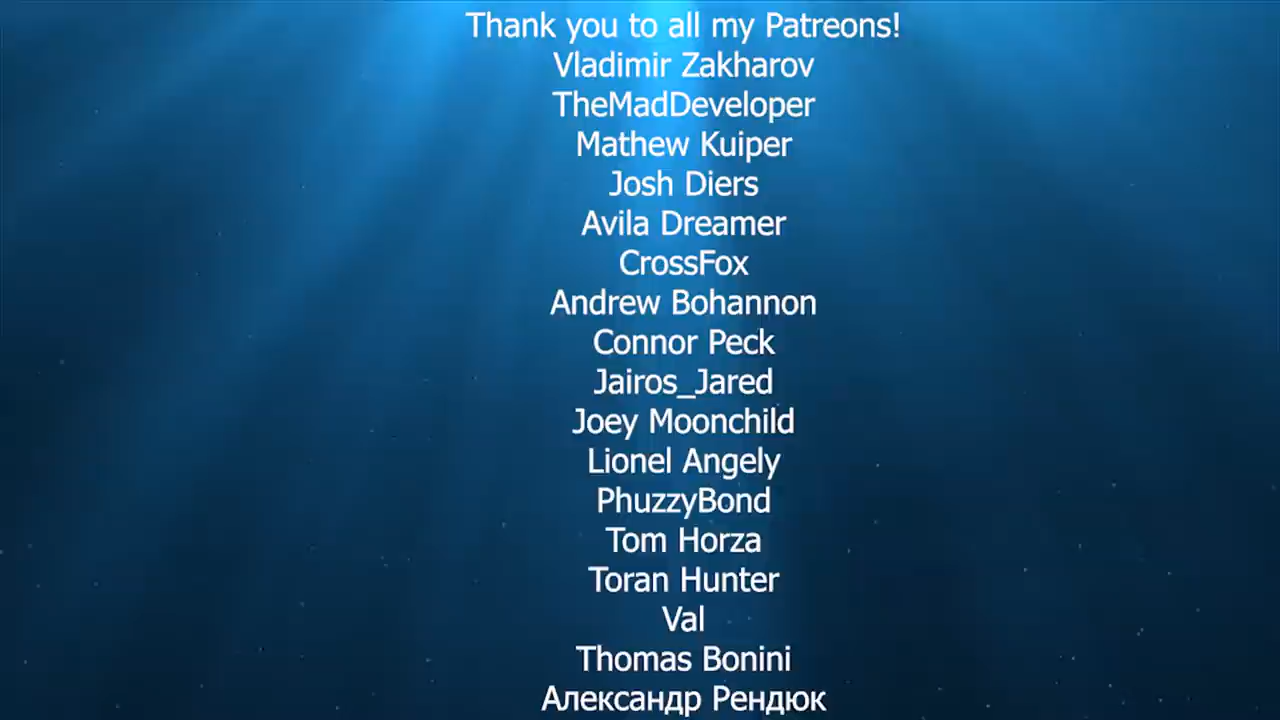 Thank you to all my Patreons!
Vladimir Zakharov
TheMadDeveloper
Mathew Kuiper
Josh Diers
Avila Dreamer
CrossFox
Andrew Bohannon
Connor Peck
Jairos_Jared
Joey Moonchild
Lionel Angely
PhuzzyBond
Tom Horza
Toran Hunter
Val
Thomas Bonini
Александр Рендюк